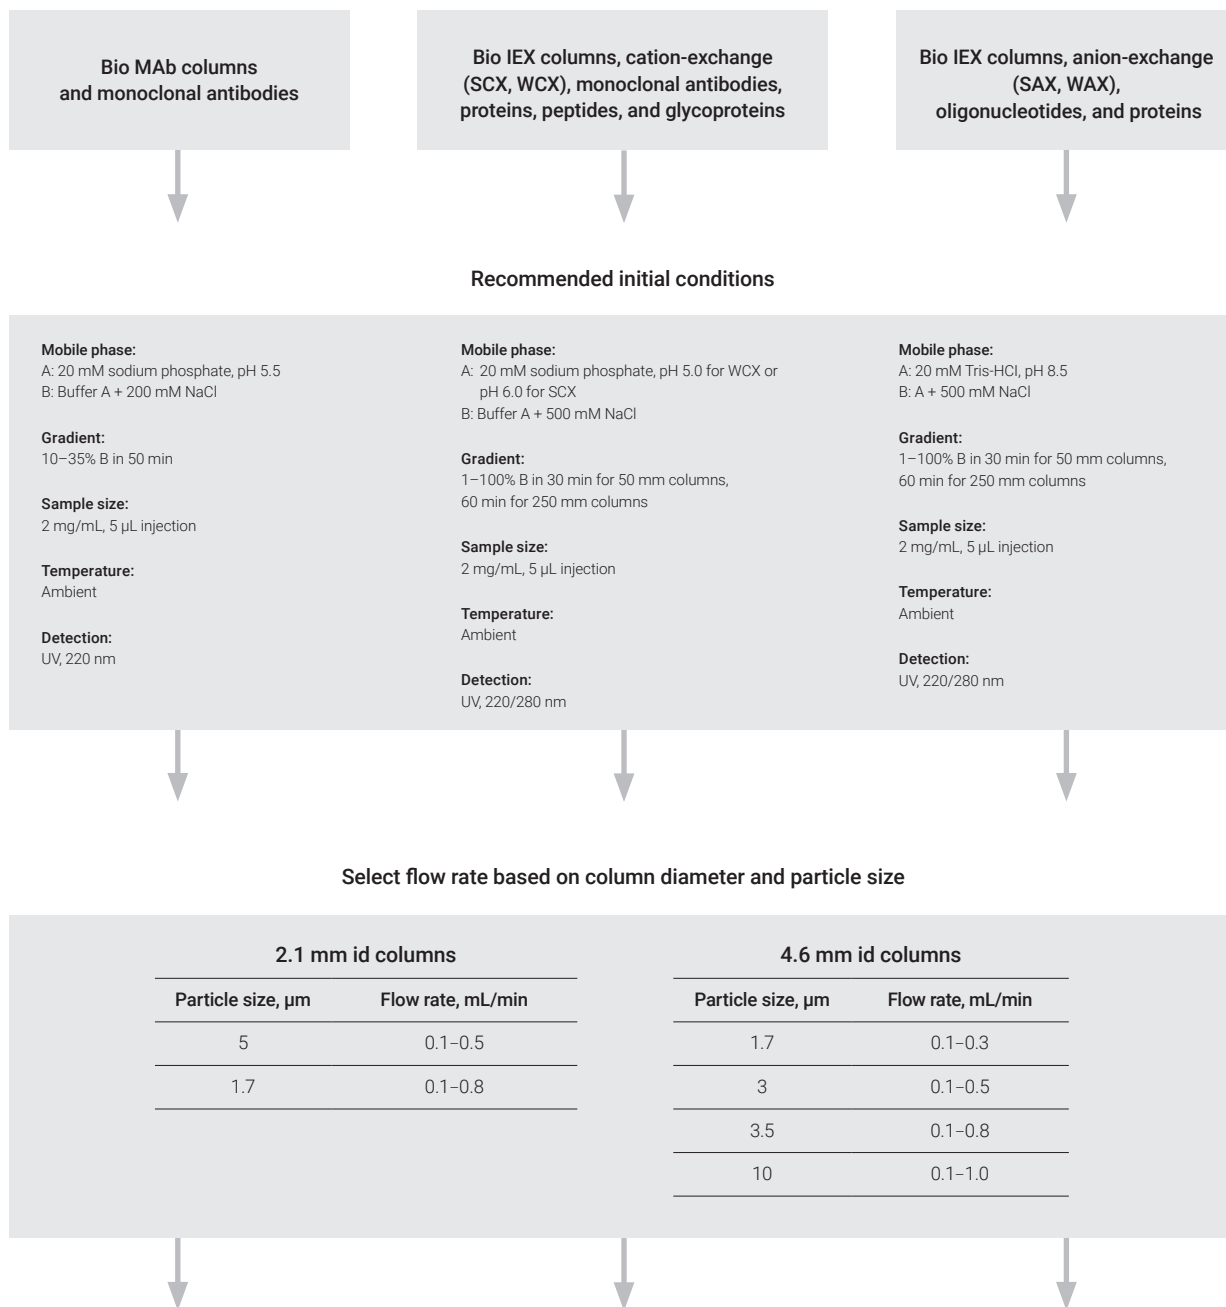 Bio MAb columns
and monoclonal antibodies
Bio IEX columns, cation-exchange
(SCX, WCX), monoclonal antibodies,
proteins, peptides, and glycoproteins
Bio IEX columns, anion-exchange
(SAX, WAX),
oligonucleotides, and proteins
Recommended initial conditions
Mobile phase:
A: 20 mM sodium phosphate, pH 5.5
B: Buffer A + 200 mM NaCl
Gradient:
10–35% B in 50 min
Sample size:
2 mg/mL, 5 µL injection
Temperature:
Ambient
Detection:
UV, 220 nm
Mobile phase:
A: 20 mM sodium phosphate, pH 5.0 for WCX or
pH 6.0 for SCX
B: Buffer A + 500 mM NaCl
Gradient:
1–100% B in 30 min for 50 mm columns,
60 min for 250 mm columns
Sample size:
2 mg/mL, 5 µL injection
Temperature:
Ambient
Detection:
UV, 220/280 nm
Mobile phase:
A: 20 mM Tris-HCl, pH 8.5
B: A + 500 mM NaCl
Gradient:
1–100% B in 30 min for 50 mm columns,
60 min for 250 mm columns
Sample size:
2 mg/mL, 5 µL injection
Temperature:
Ambient
Detection:
UV, 220/280 nm
Select flow rate based on column diameter and particle size
2.1 mm id columns
Particle size, µm Flow rate, mL/min
5 0.1–0.5
1.7 0.1–0.8
4.6 mm id columns
Particle size, µm Flow rate, mL/min
1.7 0.1–0.3
3 0.1–0.5
3.5 0.1–0.8
10 0.1–1.0